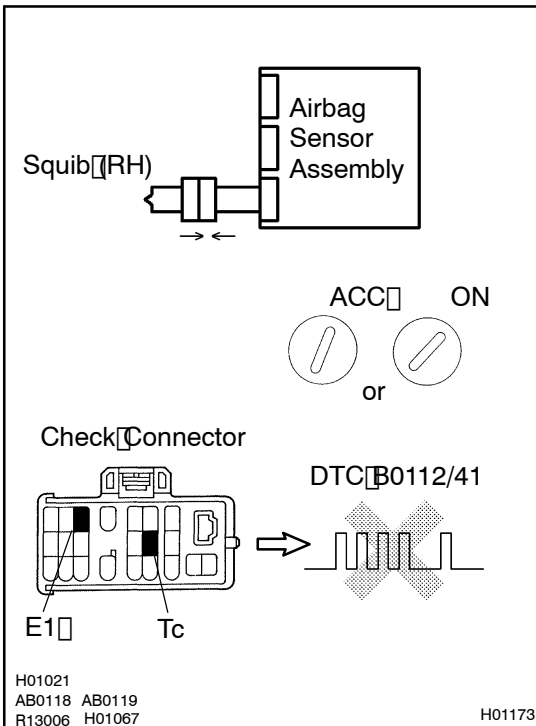 Airbag
Sensor
Assembly
Squib (RH)
ACC ON
or
Check Connector
DTC B0112/41
E1 Tc
H01021
AB0118 AB0119
R13006 H01067
H01173